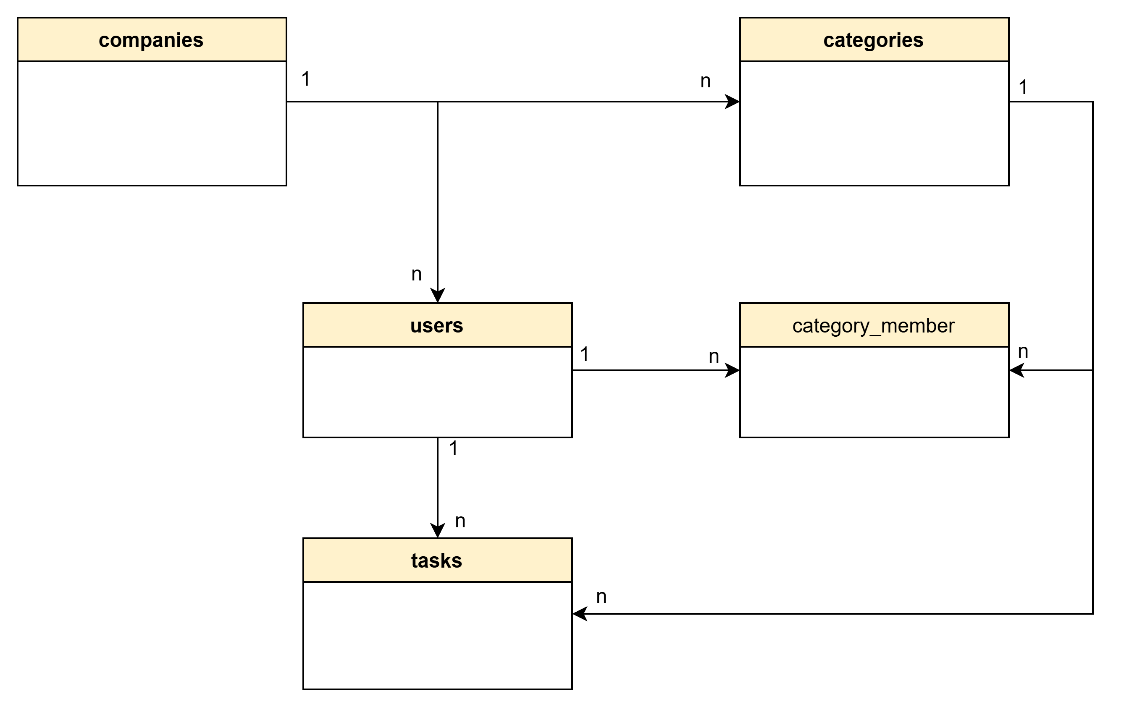 companies
categories
1
n
1
n
users
category_member
1
n
n
1
n
tasks
n